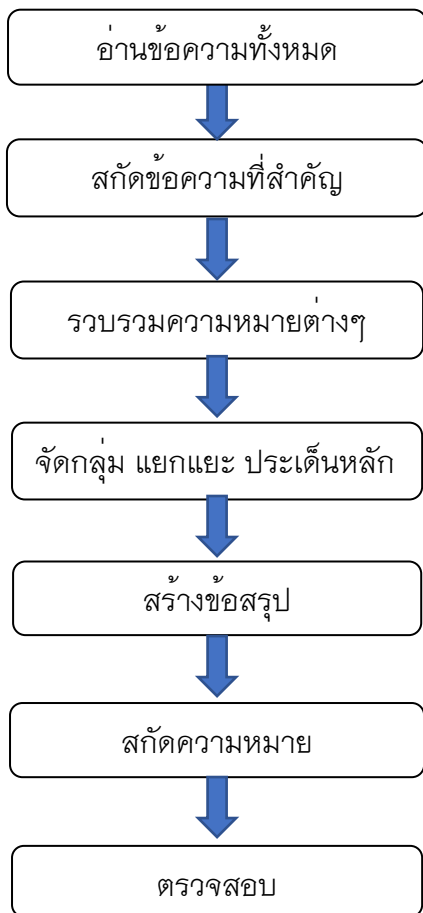 อ่านข้อความทั้งหมด
สกัดข้อความที่สำคัญ
รวบรวมความหมายต่างๆ
จัดกลุ่ม แยกแยะ ประเด็นหลัก
สร้างข้อสรุป
สกัดความหมาย
ตรวจสอบ